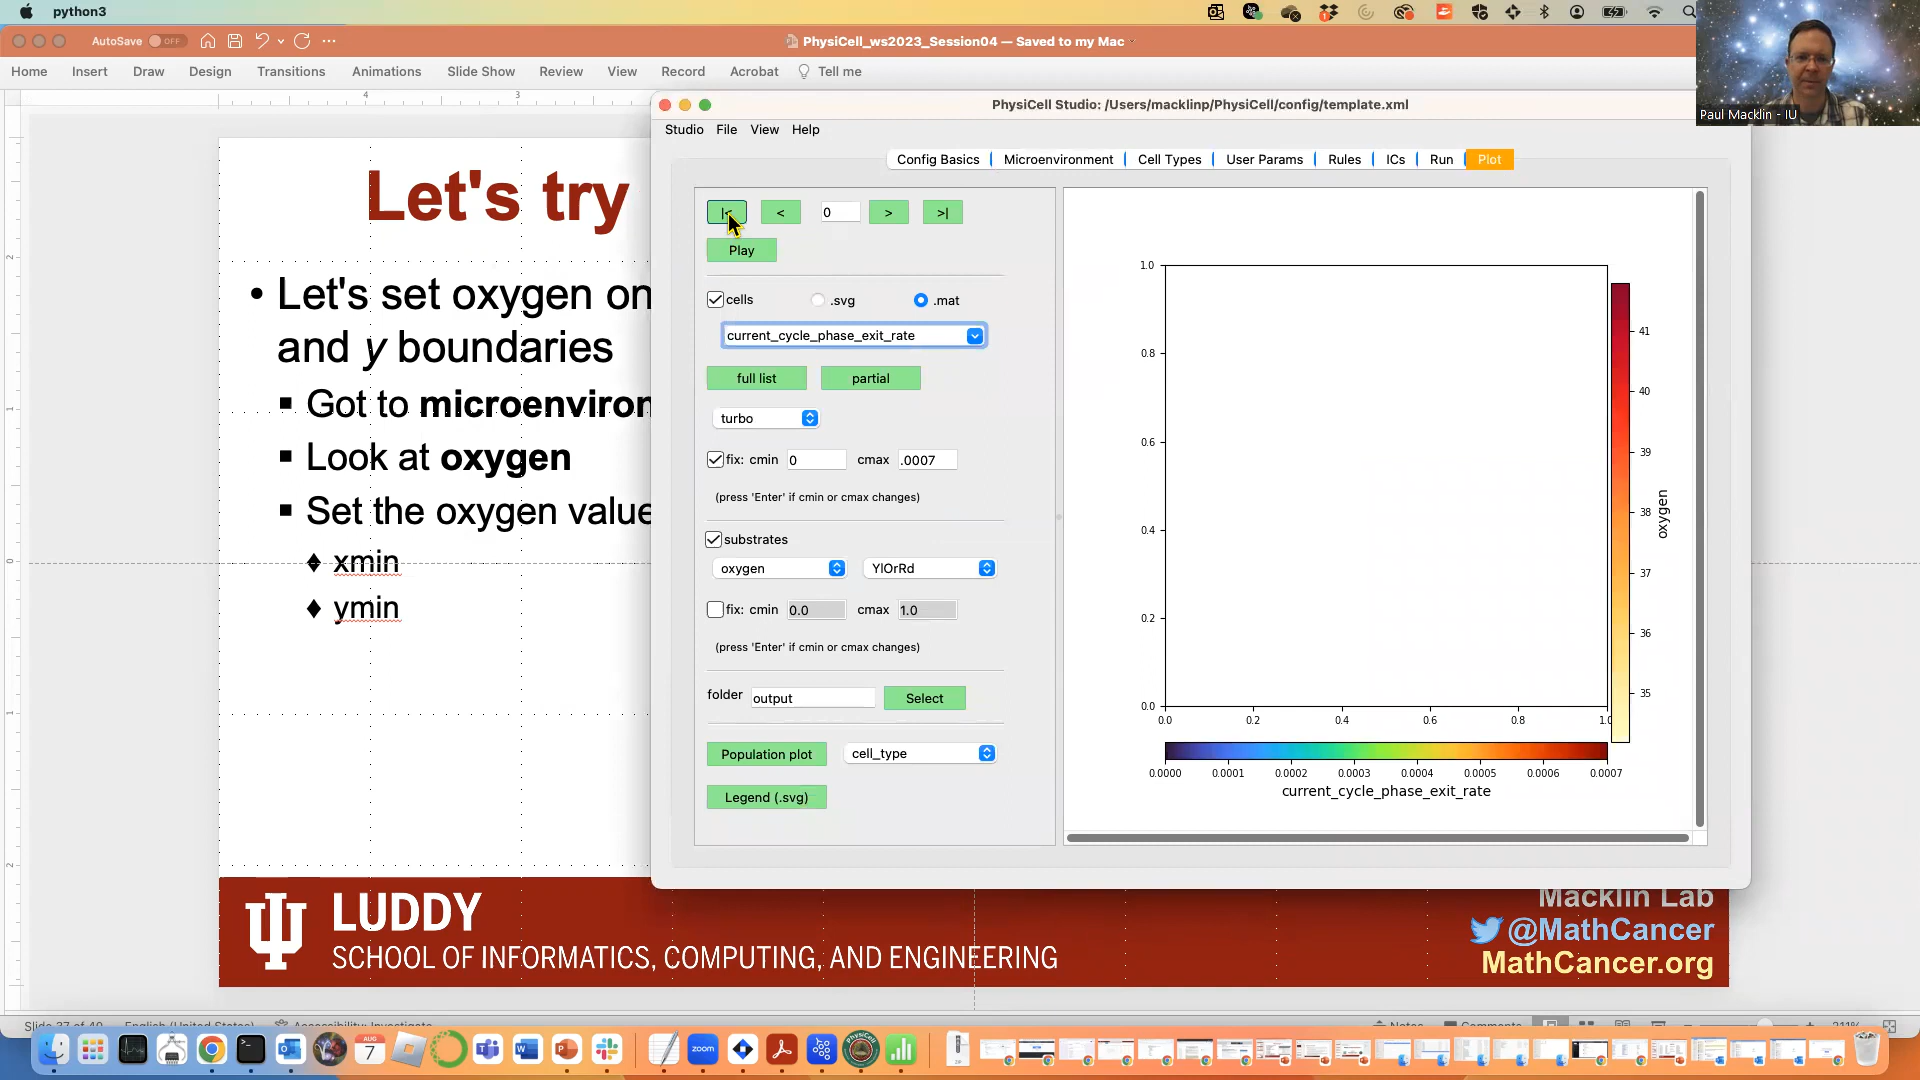 python3
AutoSave OFF
PhysiCell_ws2023_Session04 — Saved to my Mac
Home Insert Draw Design Transitions Animations Slide Show Review View Record Acrobat Tell me
4 3
Paul Macklin - IU
PhysiCell Studio: /Users/macklinp/PhysiCell/config/template.xml
Studio File View Help
Config Basics Microenvironment Cell Types User Params Rules ICs Run Plot
Let's try
• Let's set oxygen on
and y boundaries
▪ Got to microenviron
▪ Look at oxygen
▪ Set the oxygen value
♦ xmin
♦ ymin
|< < 0 > >|
Play
cells .svg .mat
current_cycle_phase_exit_rate
full list partial
turbo
fix: cmin 0 cmax .0007
(press 'Enter' if cmin or cmax changes)
substrates
oxygen YlOrRd
fix: cmin 0.0 cmax 1.0
(press 'Enter' if cmin or cmax changes)
folder output Select
Population plot cell_type
Legend (.svg)
1.0
0.8
0.6
0.4
0.2
0.0
0.0 0.2 0.4 0.6 0.8 1.0
41
40
39
38
37
36
35
oxygen
0.0000 0.0001 0.0002 0.0003 0.0004 0.0005 0.0006 0.0007
current_cycle_phase_exit_rate
LUDDY
SCHOOL OF INFORMATICS, COMPUTING, AND ENGINEERING
Macklin Lab
@MathCancer
MathCancer.org
AUG
7
zoom